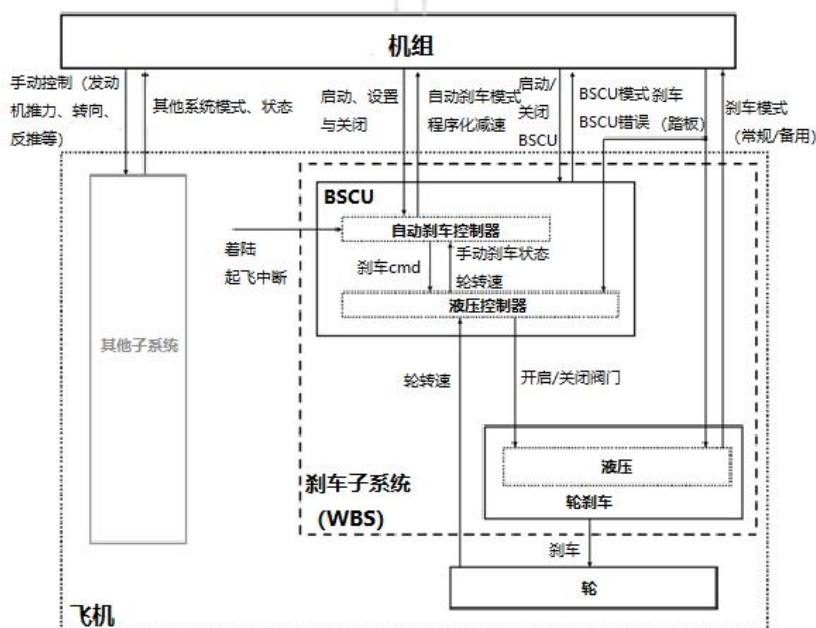 机组
手动控制（发动
机推力、转向、
反推等）
其他系统模式、状态
启动、设置
与关闭
自动刹车模式
程序化减速
启动/
关闭
BSCU
BSCU模式
BSCU错误
刹车
（踏板）
刹车模式
（常规/备用）
BSCU
自动刹车控制器
着陆
起飞中断
刹车cmd
手动刹车状态
轮转速
液压控制器
其他子系统
轮转速
开启/关闭阀门
液压
轮刹车
刹车子系统
（WBS）
刹车
轮
飞机